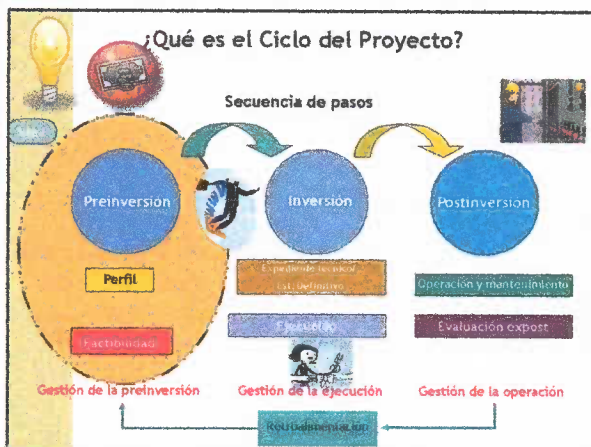 ¿Qué es el Ciclo del Proyecto?
Secuencia de pasos
Preinversión
Inversión
Postinversión
Perfil
Expediente técnico/
Est. Definitivo
Operación y mantenimiento
Factibilidad
Ejecución
Evaluación expost
Gestión de la preinversión
Gestión de la ejecución
Gestión de la operación
Retroalimentación